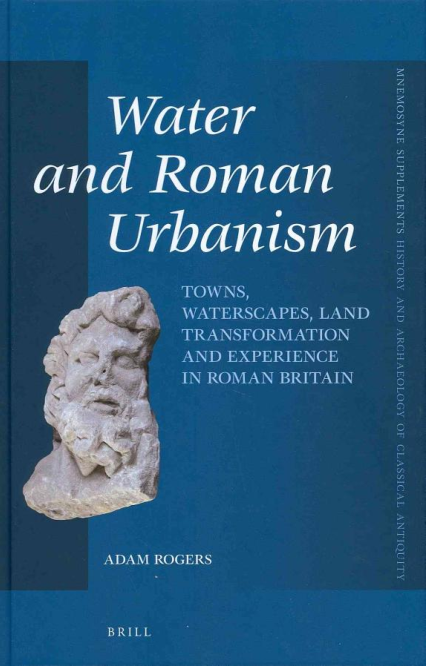 Water
and Roman
Urbanism
TOWNS,
WATERSCAPES, LAND
TRANSFORMATION
AND EXPERIENCE
IN ROMAN BRITAIN
ADAM ROGERS
BRILL
MNEMOSYNE SUPPLEMENTS HISTORY AND ARCHAEOLOGY OF CLASSICAL ANTIQUITY